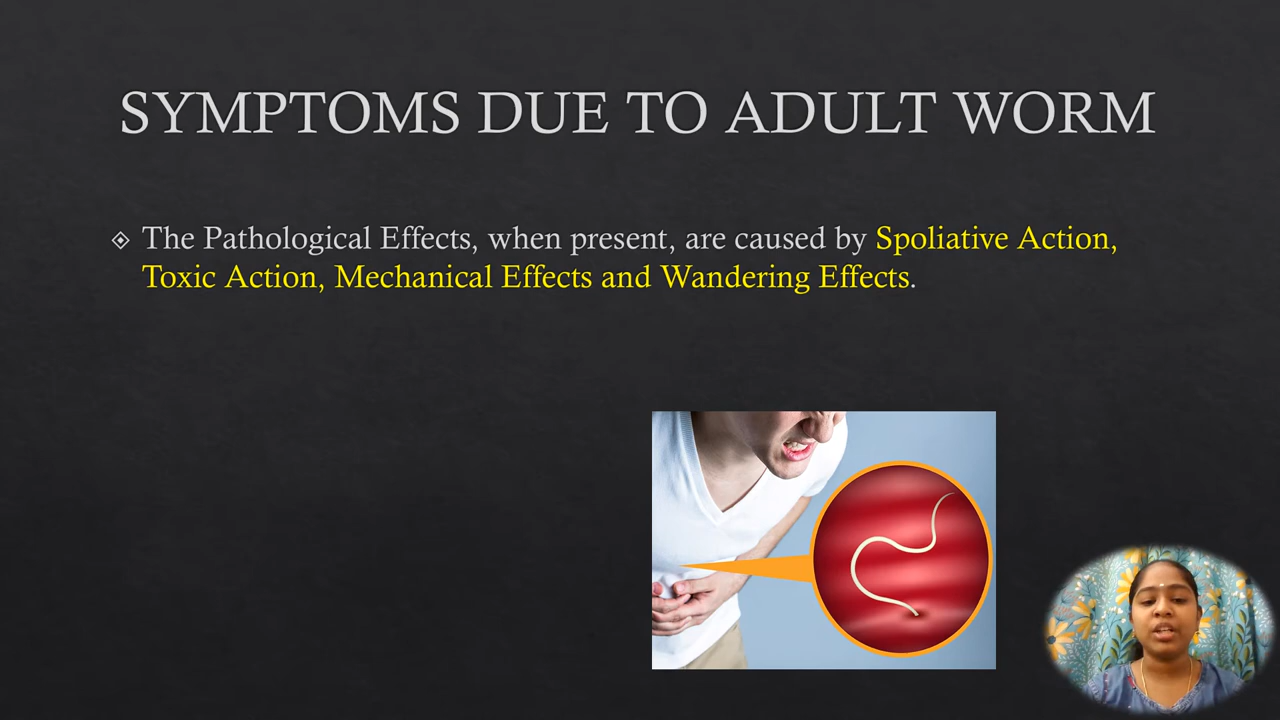 SYMPTOMS DUE TO ADULT WORM
The Pathological Effects, when present, are caused by Spoliative Action,
Toxic Action, Mechanical Effects and Wandering Effects.